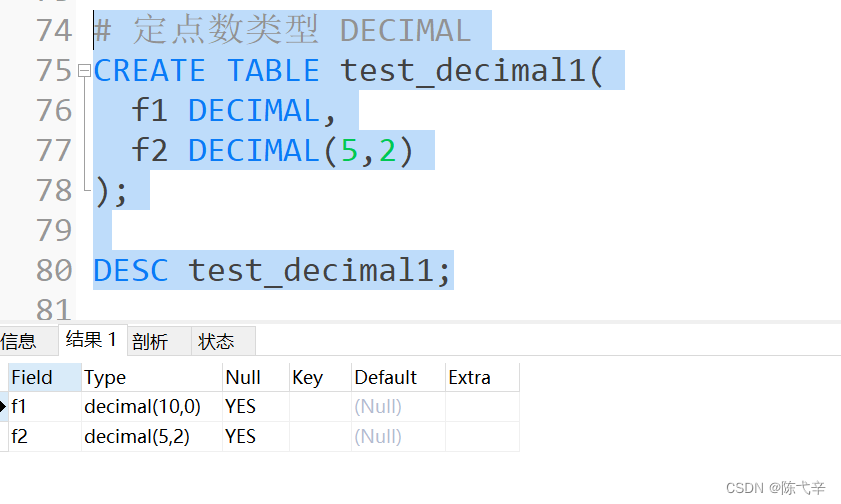 74 # 定点数类型 DECIMAL
75 CREATE TABLE test_decimal1(
76 f1 DECIMAL,
77 f2 DECIMAL(5,2)
78 );
79
80 DESC test_decimal1;
81
信息 结果 1 剖析 状态
Field Type Null Key Default Extra
f1 decimal(10,0) YES (Null)
f2 decimal(5,2) YES (Null)
CSDN @陈弋辛